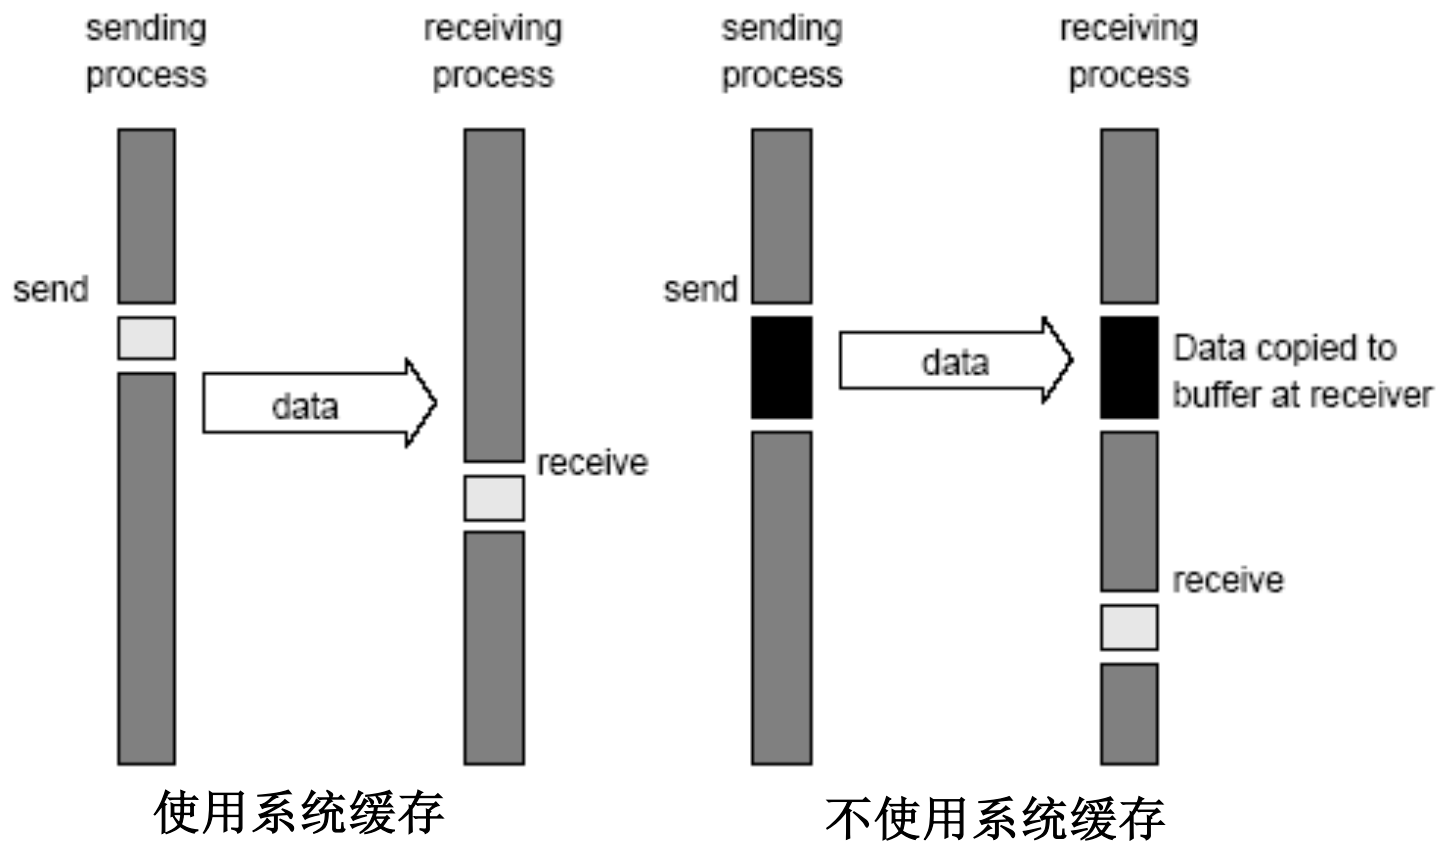 sending
process
receiving
process
send
data
receive
使用系统缓存
sending
process
receiving
process
send
data
Data copied to
buffer at receiver
receive
不使用系统缓存